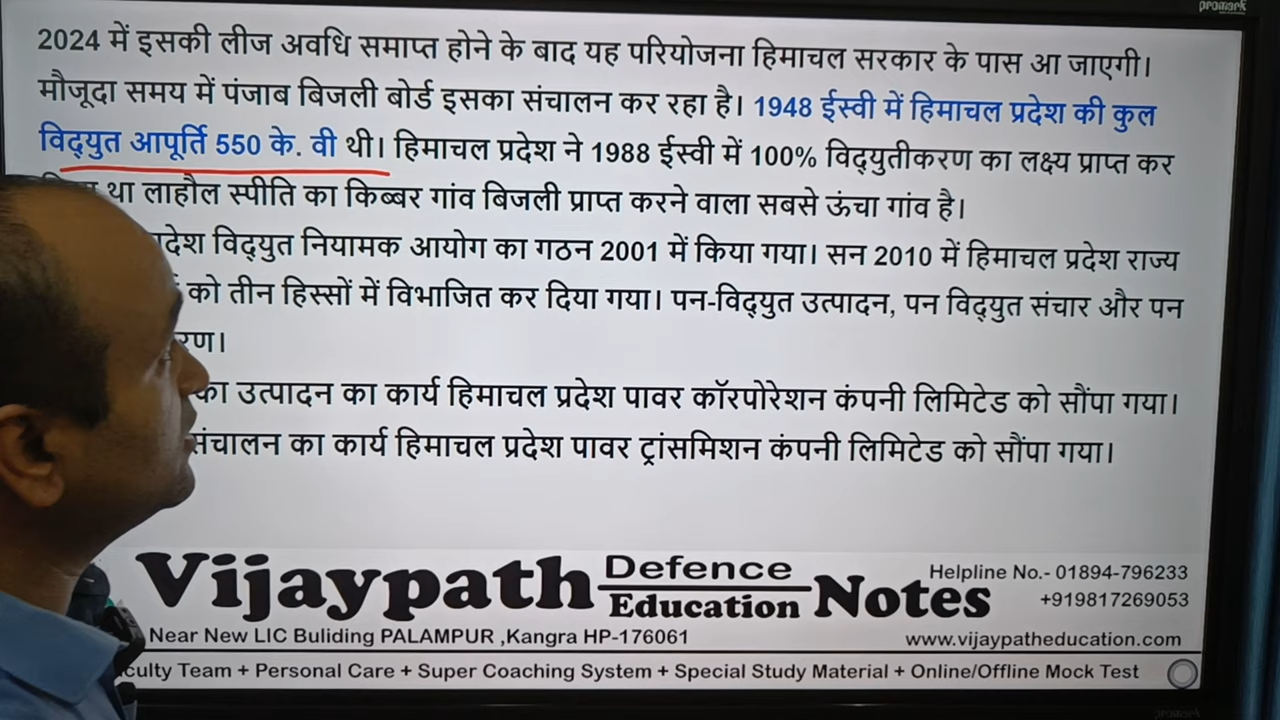 promark
2024 में इसकी लीज अवधि समाप्त होने के बाद यह परियोजना हिमाचल सरकार के पास आ जाएगी।
मौजूदा समय में पंजाब बिजली बोर्ड इसका संचालन कर रहा है। 1948 ईस्वी में हिमाचल प्रदेश की कुल
विद्युत आपूर्ति 550 के. वी थी। हिमाचल प्रदेश ने 1988 ईस्वी में 100% विद्युतीकरण का लक्ष्य प्राप्त कर
था लाहौल स्पीति का किब्बर गांव बिजली प्राप्त करने वाला सबसे ऊंचा गांव है।
विद्युत नियामक आयोग का गठन 2001 में किया गया। सन 2010 में हिमाचल प्रदेश राज्य
को तीन हिस्सों में विभाजित कर दिया गया। पन-विद्युत उत्पादन, पन विद्युत संचार और पन
का उत्पादन का कार्य हिमाचल प्रदेश पावर कॉरपोरेशन कंपनी लिमिटेड को सौंपा गया।
संचालन का कार्य हिमाचल प्रदेश पावर ट्रांसमिशन कंपनी लिमिटेड को सौंपा गया।
Vijaypath Defence Education Notes
Helpline No.- 01894-796233
+919817269053
Near New LIC Buliding PALAMPUR ,Kangra HP-176061
www.vijaypatheducation.com
Team + Personal Care + Super Coaching System + Special Study Material + Online/Offline Mock Test